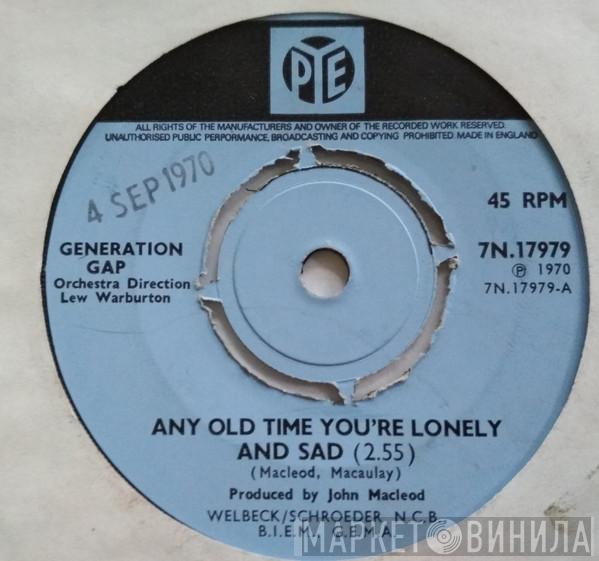 PYE
ALL RIGHTS OF THE MANUFACTURERS AND OWNER OF THE RECORDED WORK RESERVED.
UNAUTHORISED PUBLIC PERFORMANCE, BROADCASTING AND COPYING PROHIBITED. MADE IN ENGLAND
4 SEP 1970
45 RPM
GENERATION
GAP
Orchestra Direction
Lew Warburton
7N.17979
Ⓟ 1970
7N.17979-A
ANY OLD TIME YOU'RE LONELY
AND SAD (2.55)
(Macleod, Macaulay)
Produced by John Macleod
WELBECK/SCHROEDER, N.C.B.
B.I.E.M., G.E.M.A.
МАРКЕТ ВИНИЛА